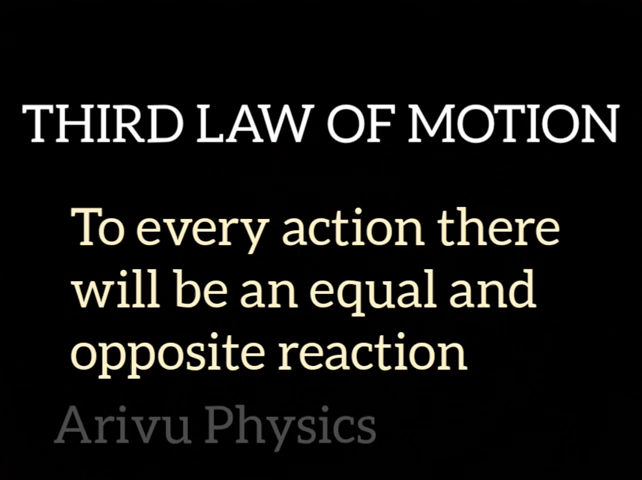 THIRD LAW OF MOTION
To every action there
will be an equal and
opposite reaction
Arivu Physics